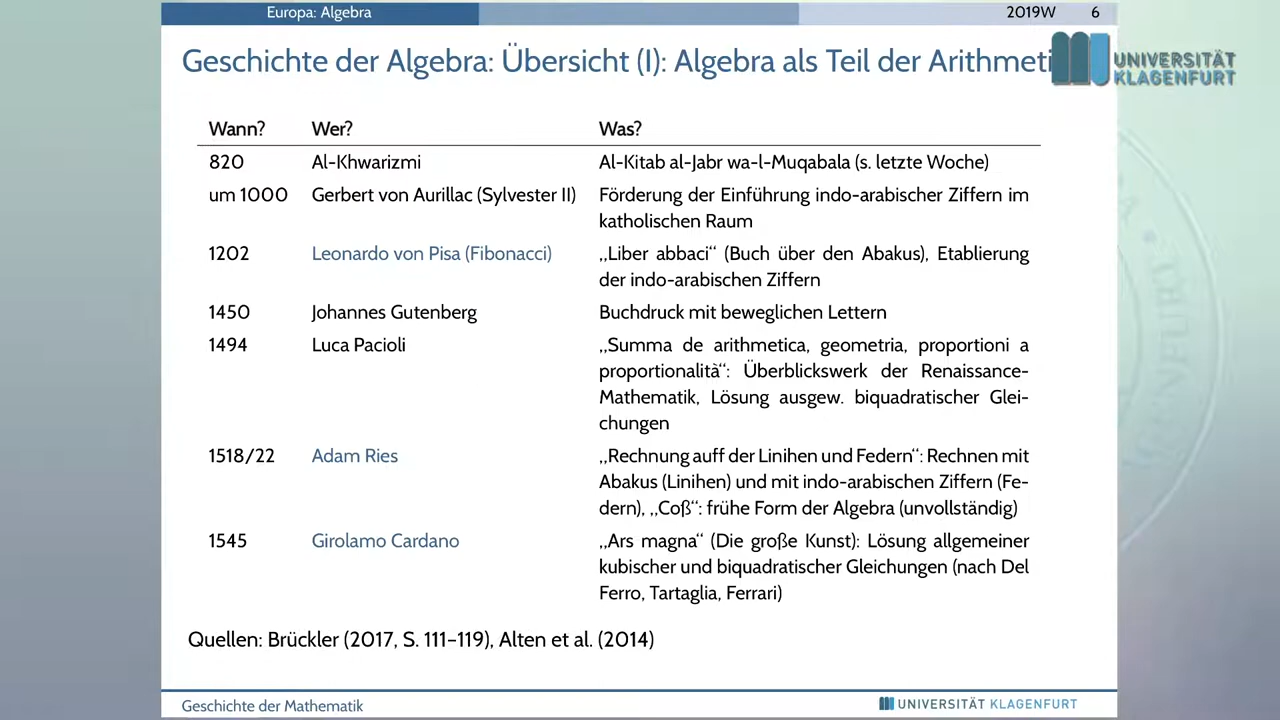 Europa: Algebra 2019W 6
Geschichte der Algebra: Übersicht (I): Algebra als Teil der Arithmeti
UNIVERSITÄT
KLAGENFURT
Wann? Wer? Was?
820 Al-Khwarizmi Al-Kitab al-Jabr wa-l-Muqabala (s. letzte Woche)
um 1000 Gerbert von Aurillac (Sylvester II) Förderung der Einführung indo-arabischer Ziffern im
katholischen Raum
1202 Leonardo von Pisa (Fibonacci) „Liber abbaci“ (Buch über den Abakus), Etablierung
der indo-arabischen Ziffern
1450 Johannes Gutenberg Buchdruck mit beweglichen Lettern
1494 Luca Pacioli „Summa de arithmetica, geometria, proportioni a
proportionalità“: Überblickswerk der Renaissance-
Mathematik, Lösung ausgew. biquadratischer Glei-
chungen
1518/22 Adam Ries „Rechnung auff der Linihen und Federn“: Rechnen mit
Abakus (Linihen) und mit indo-arabischen Ziffern (Fe-
dern), „Coß“: frühe Form der Algebra (unvollständig)
1545 Girolamo Cardano „Ars magna“ (Die große Kunst): Lösung allgemeiner
kubischer und biquadratischer Gleichungen (nach Del
Ferro, Tartaglia, Ferrari)
Quellen: Brückler (2017, S. 111–119), Alten et al. (2014)
Geschichte der Mathematik UNIVERSITÄT KLAGENFURT